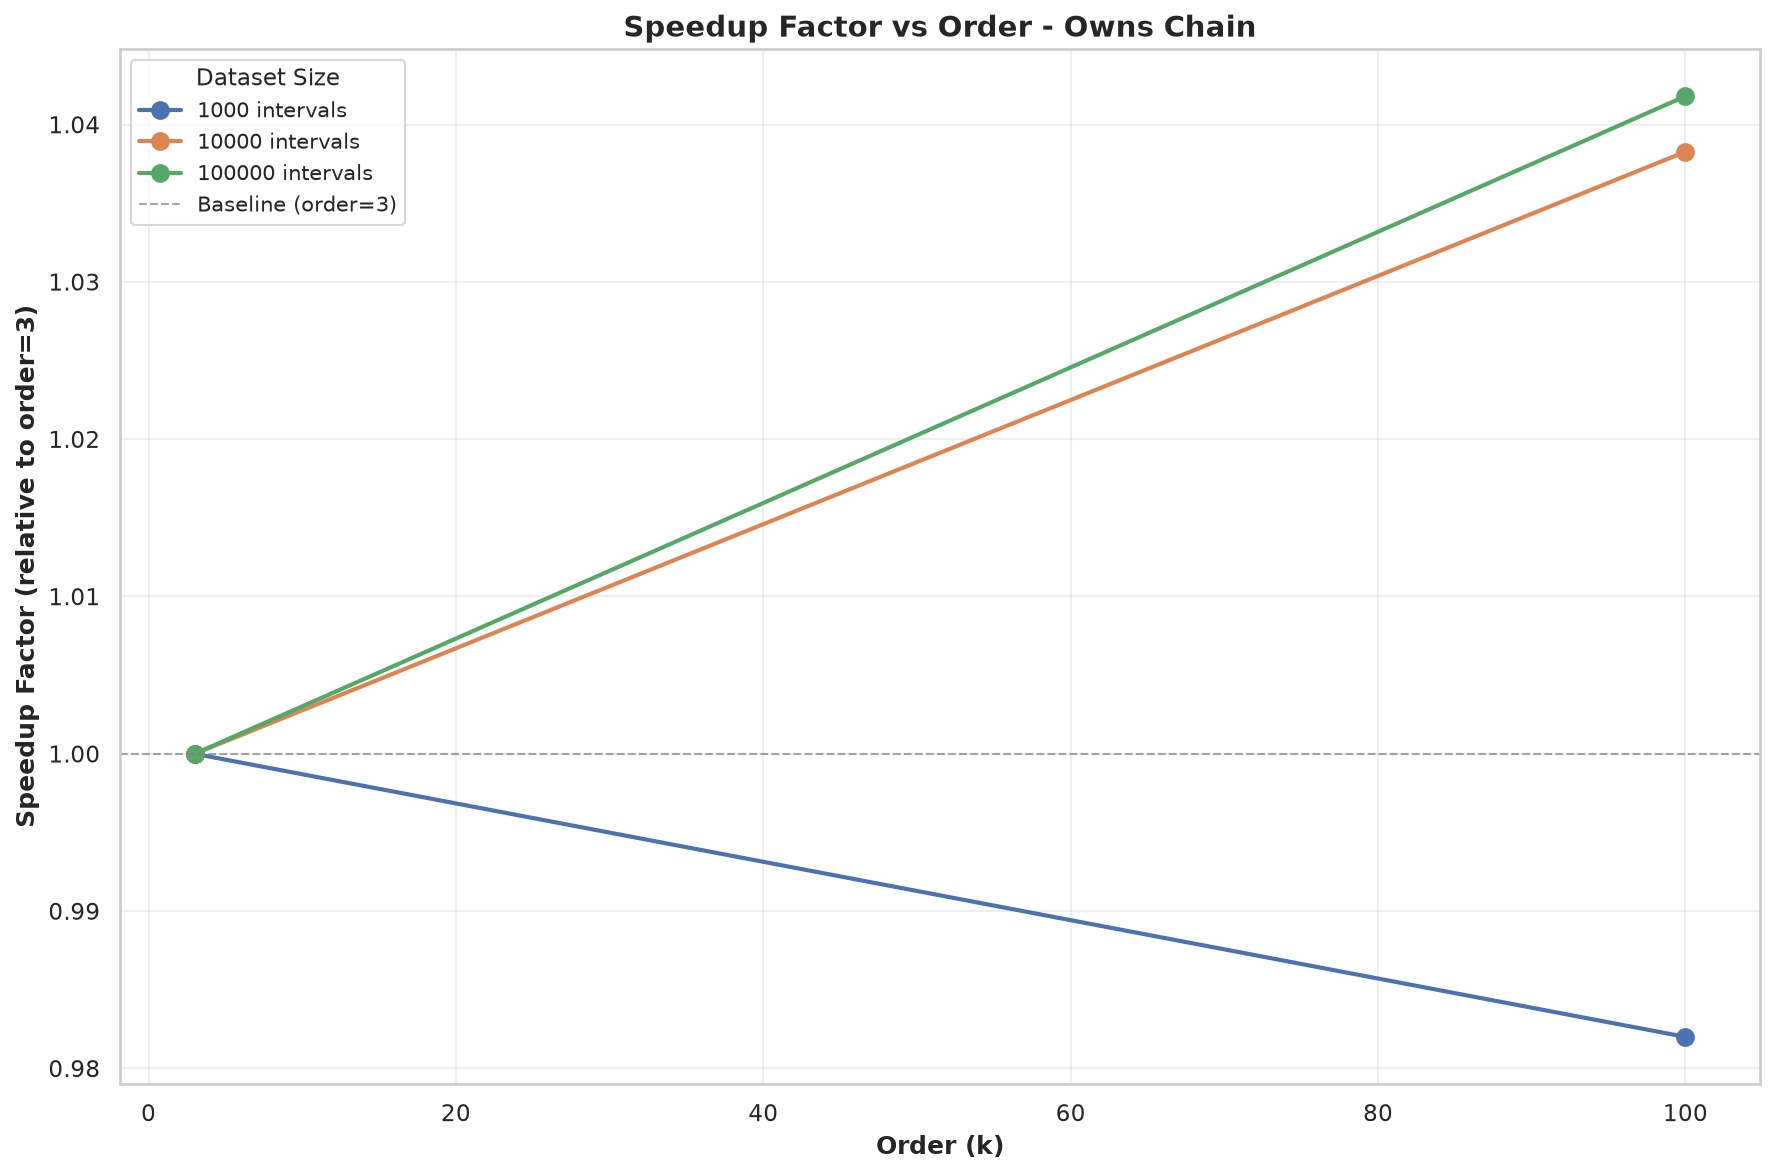 Speedup Factor vs Order - Owns Chain
Dataset Size
1000 intervals
10000 intervals
100000 intervals
Baseline (order=3)
Speedup Factor (relative to order=3)
1.04
1.03
1.02
1.01
1.00
0.99
0.98
0
20
40
60
80
100
Order (k)